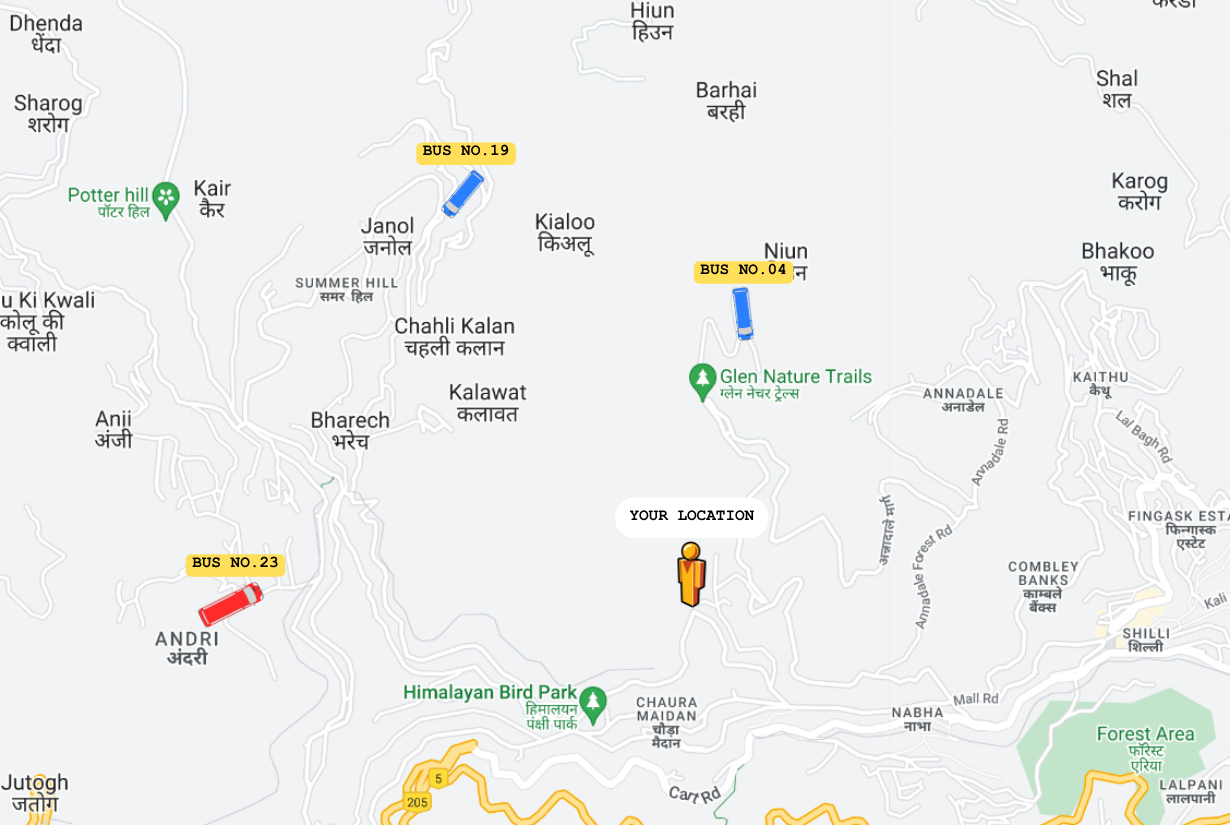 Dhenda
धेंदा
Hiun
हिउन
Sharog
शरोग
Barhai
बरही
Shal
शल
BUS NO.19
Potter hill
पॉटर हिल
Kair
कैर
Janol
जनोल
Kialoo
किअलू
Karog
करोग
Niun
BUS NO.04
Bhakoo
भाकू
SUMMER HILL
समर हिल
u Ki Kwali
कोलू की
क्वाली
Chahli Kalan
चहली कलान
Glen Nature Trails
ग्लेन नेचर ट्रेल्स
KAITHU
कैथू
ANNADALE
अनाडेल
Kalawat
कलावत
Anii
अंजी
Bharech
भरेच
Lal Bagh Rd
Annadale Rd
YOUR LOCATION
अन्नादाले मार्ग
FINGASK ESTA
फिन्गास्क
एस्टेट
BUS NO.23
Annadale Forest Rd
COMBLEY
BANKS
काम्बले
बैंक्स
Kali
ANDRI
अंदरी
SHILLI
शिल्ली
Himalayan Bird Park
हिमालयन
पंक्षी पार्क
CHAURA
MAIDAN
चौड़ा
मैदान
Mall Rd
NABHA
नाभा
Forest Area
फॉरेस्ट
एरिया
5
205
Cart Rd
Jutogh
जतोग
LALPANI
लालपानी